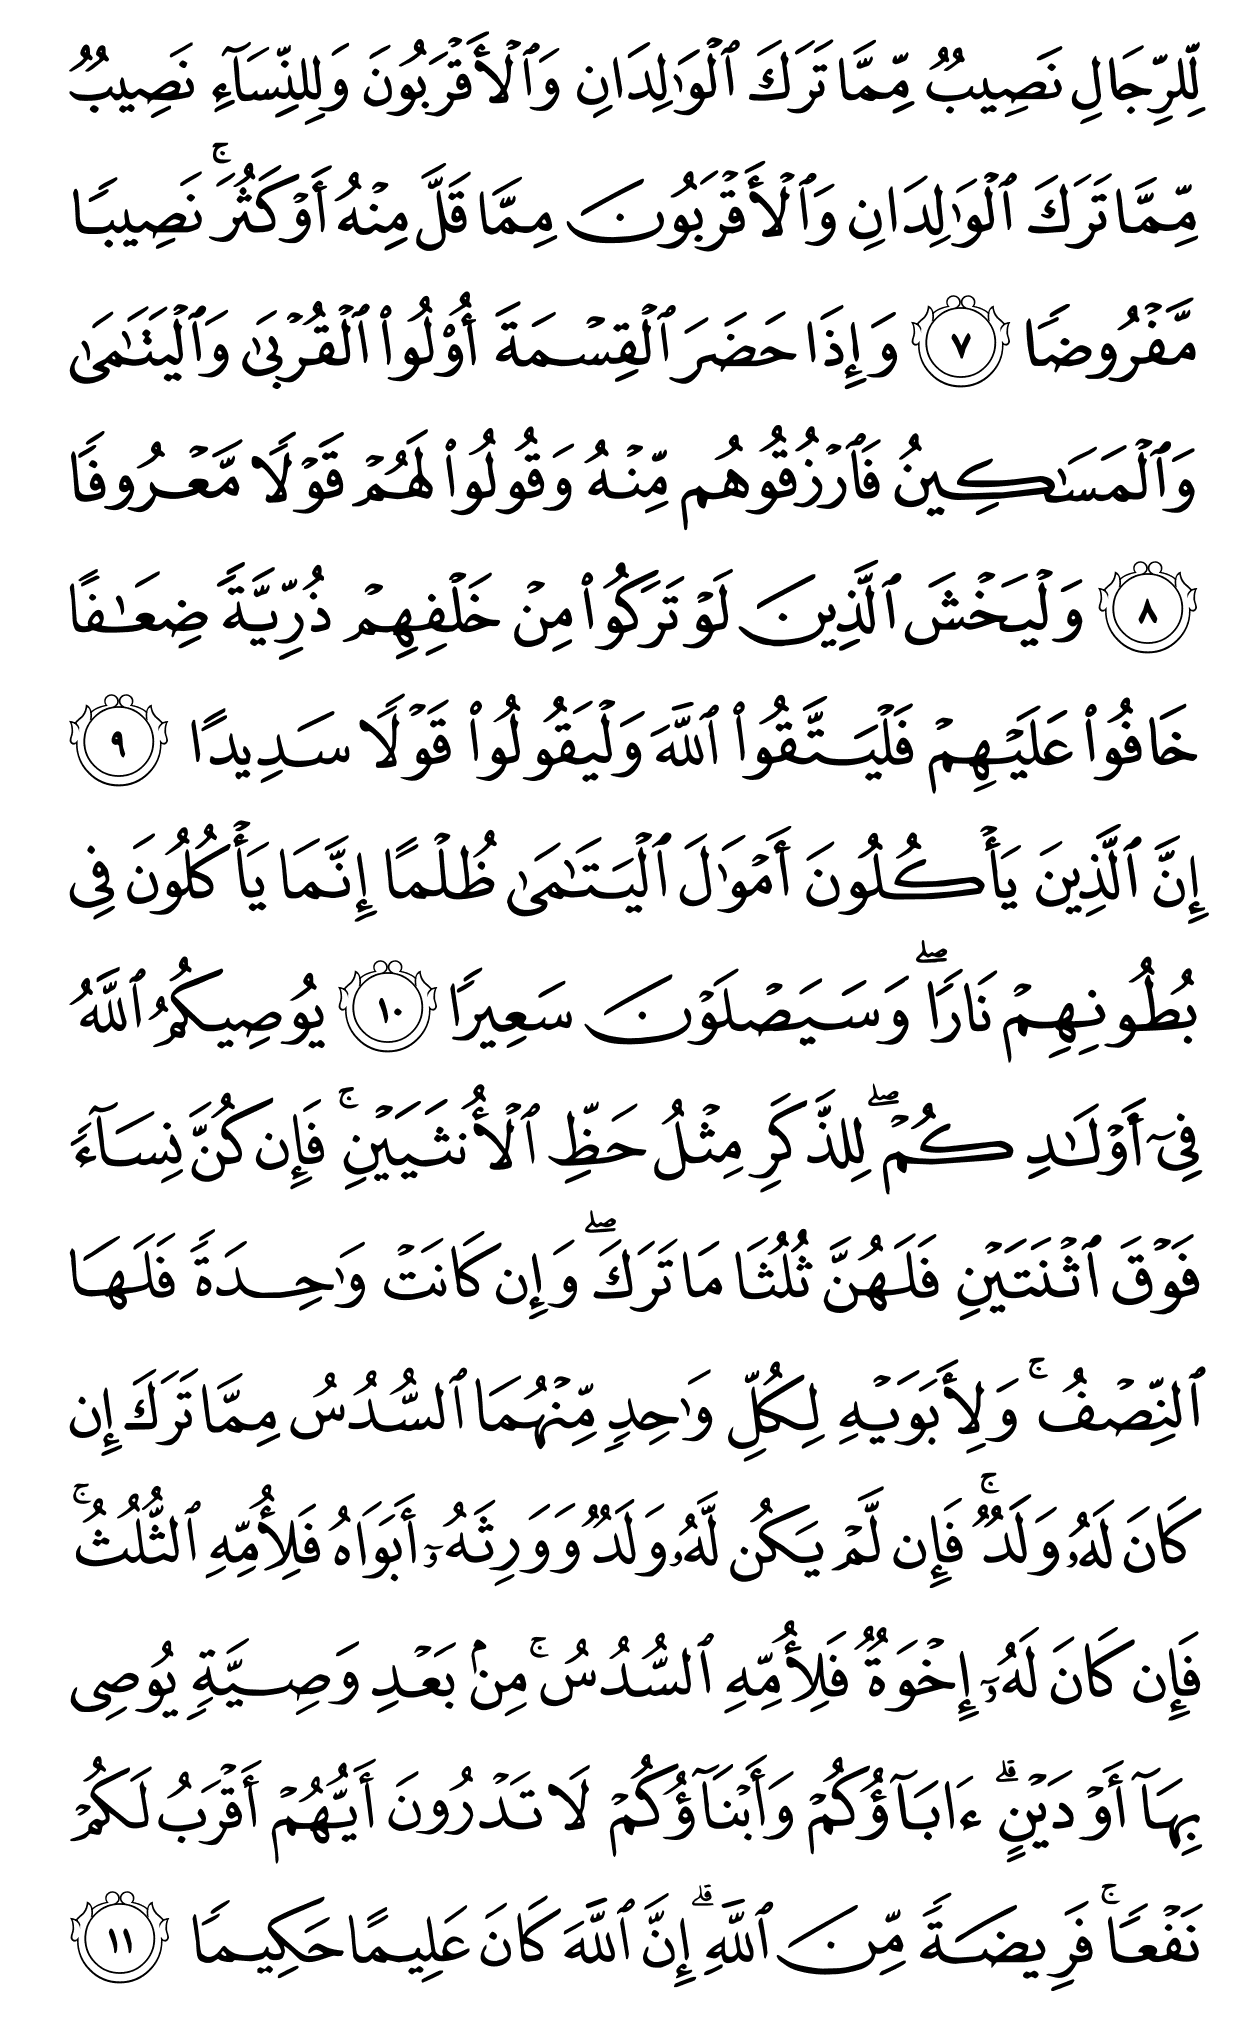 لِّلرِّجَالِ نَصِيبٌ مِّمَّا تَرَكَ ٱلْوَٰلِدَانِ وَٱلْأَقْرَبُونَ وَلِلنِّسَآءِ نَصِيبٌ
مِّمَّا تَرَكَ ٱلْوَٰلِدَانِ وَٱلْأَقْرَبُونَ مِمَّا قَلَّ مِنْهُ أَوْ كَثُرَ ۚ نَصِيبًا
مَّفْرُوضًا ٧ وَإِذَا حَضَرَ ٱلْقِسْمَةَ أُو۟لُوا۟ ٱلْقُرْبَىٰ وَٱلْيَتَٰمَىٰ
وَٱلْمَسَٰكِينُ فَٱرْزُقُوهُم مِّنْهُ وَقُولُوا۟ لَهُمْ قَوْلًا مَّعْرُوفًا
٨ وَلْيَخْشَ ٱلَّذِينَ لَوْ تَرَكُوا۟ مِنْ خَلْفِهِمْ ذُرِّيَّةً ضِعَٰفًا
خَافُوا۟ عَلَيْهِمْ فَلْيَتَّقُوا۟ ٱللَّهَ وَلْيَقُولُوا۟ قَوْلًا سَدِيدًا ٩
إِنَّ ٱلَّذِينَ يَأْكُلُونَ أَمْوَٰلَ ٱلْيَتَٰمَىٰ ظُلْمًا إِنَّمَا يَأْكُلُونَ فِى
بُطُونِهِمْ نَارًا ۖ وَسَيَصْلَوْنَ سَعِيرًا ١٠ يُوصِيكُمُ ٱللَّهُ
فِىٓ أَوْلَٰدِكُمْ ۖ لِلذَّكَرِ مِثْلُ حَظِّ ٱلْأُنثَيَيْنِ ۚ فَإِن كُنَّ نِسَآءً
فَوْقَ ٱثْنَتَيْنِ فَلَهُنَّ ثُلُثَا مَا تَرَكَ ۖ وَإِن كَانَتْ وَٰحِدَةً فَلَهَا
ٱلنِّصْفُ ۚ وَلِأَبَوَيْهِ لِكُلِّ وَٰحِدٍ مِّنْهُمَا ٱلسُّدُسُ مِمَّا تَرَكَ إِن
كَانَ لَهُۥ وَلَدٌ ۚ فَإِن لَّمْ يَكُن لَّهُۥ وَلَدٌ وَوَرِثَهُۥٓ أَبَوَاهُ فَلِأُمِّهِ ٱلثُّلُثُ ۚ
فَإِن كَانَ لَهُۥٓ إِخْوَةٌ فَلِأُمِّهِ ٱلسُّدُسُ ۚ مِنۢ بَعْدِ وَصِيَّةٍ يُوصِى
بِهَآ أَوْ دَيْنٍ ۗ ءَابَآؤُكُمْ وَأَبْنَآؤُكُمْ لَا تَدْرُونَ أَيُّهُمْ أَقْرَبُ لَكُمْ
نَفْعًا ۚ فَرِيضَةً مِّنَ ٱللَّهِ ۗ إِنَّ ٱللَّهَ كَانَ عَلِيمًا حَكِيمًا ١١